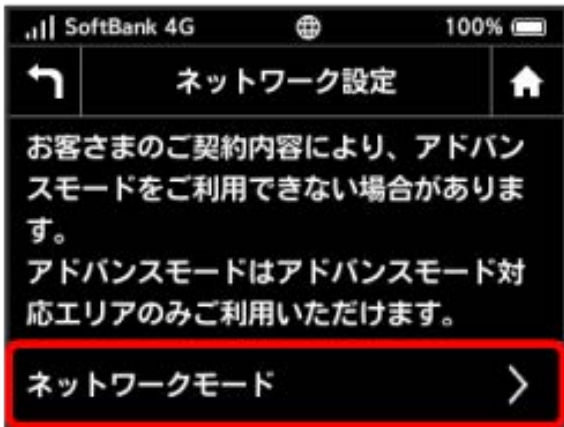 SoftBank 4G 100%
ネットワーク設定
お客さまのご契約内容により、アドバン
スモードをご利用できない場合がありま
す。
アドバンスモードはアドバンスモード対
応エリアのみご利用いただけます。
ネットワークモード